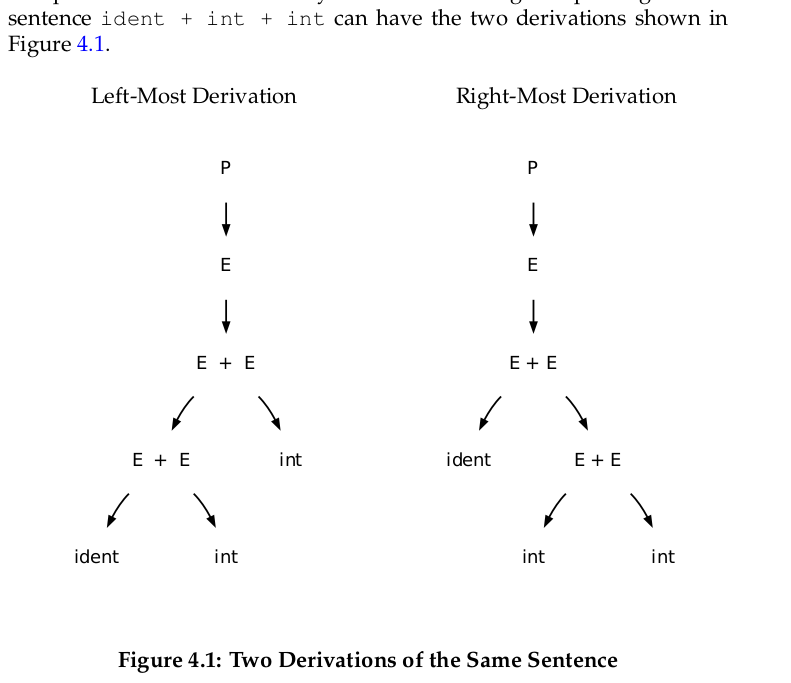 sentence ident + int + int can have the two derivations shown in
Figure 4.1.
Left-Most Derivation
Right-Most Derivation
P
P
E
E
E + E
E + E
E + E
int
ident
E + E
ident
int
int
int
Figure 4.1: Two Derivations of the Same Sentence